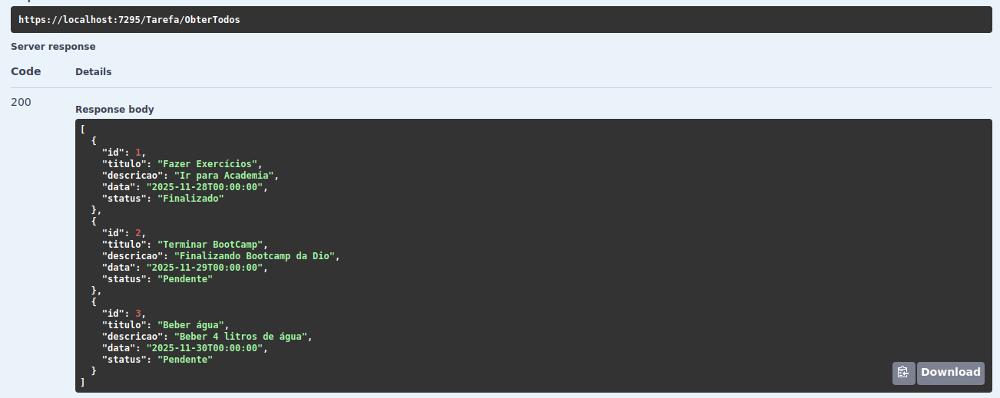 https://localhost:7295/Tarefa/ObterTodos
Server response
Code Details
200
Response body
[
  {
    "id": 1,
    "titulo": "Fazer Exercícios",
    "descricao": "Ir para Academia",
    "data": "2025-11-28T00:00:00",
    "status": "Finalizado"
  },
  {
    "id": 2,
    "titulo": "Terminar BootCamp",
    "descricao": "Finalizando Bootcamp da Dio",
    "data": "2025-11-29T00:00:00",
    "status": "Pendente"
  },
  {
    "id": 3,
    "titulo": "Beber água",
    "descricao": "Beber 4 litros de água",
    "data": "2025-11-30T00:00:00",
    "status": "Pendente"
  }
]
Download